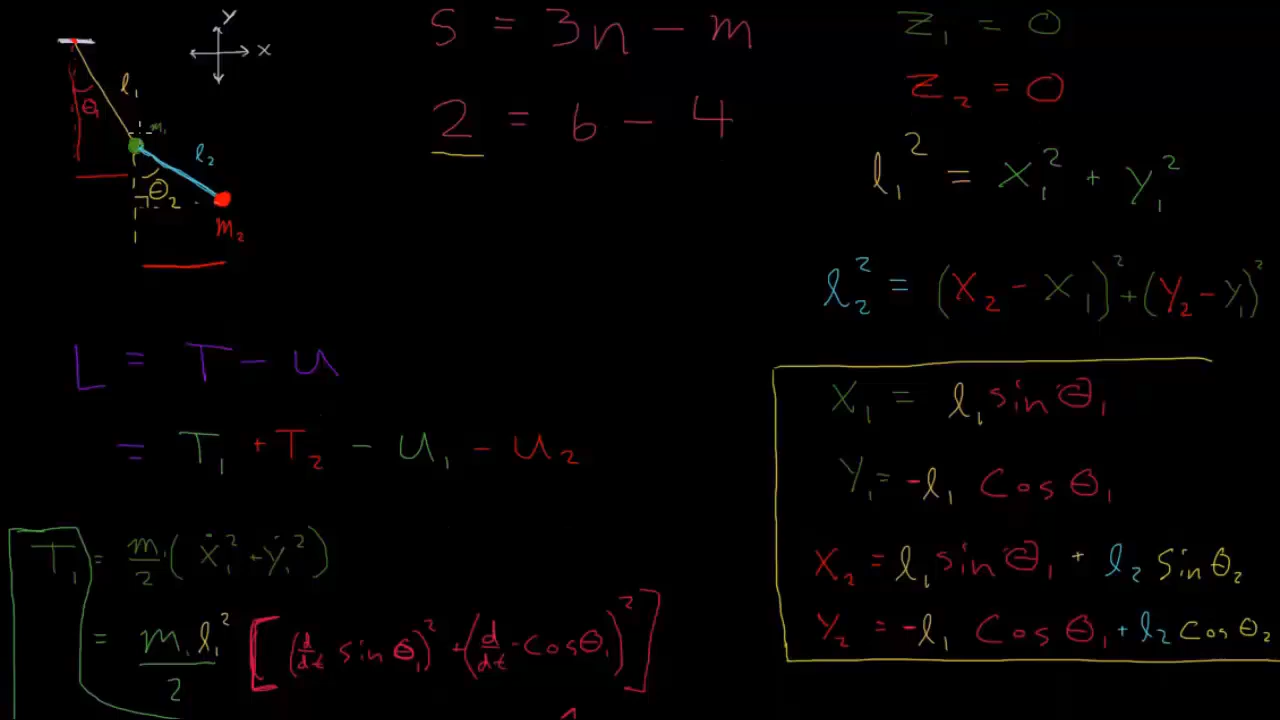 Y
X
l₁
θ₁
m₁
l₂
θ₂
m₂
S = 3n - m
2 = 6 - 4
Z₁ = 0
Z₂ = 0
l₁² = X₁² + Y₁²
l₂² = (X₂ - X₁)² + (Y₂ - Y₁)²
L = T - U
= T₁ + T₂ - U₁ - U₂
T₁ = m₁/2 (ẋ₁² + ẏ₁²)
= m₁l₁²/2 [(d/dt sin θ₁)² + (d/dt - cos θ₁)²]
X₁ = l₁ sin θ₁
Y₁ = -l₁ cos θ₁
X₂ = l₁ sin θ₁ + l₂ sin θ₂
Y₂ = -l₁ cos θ₁ + l₂ cos θ₂